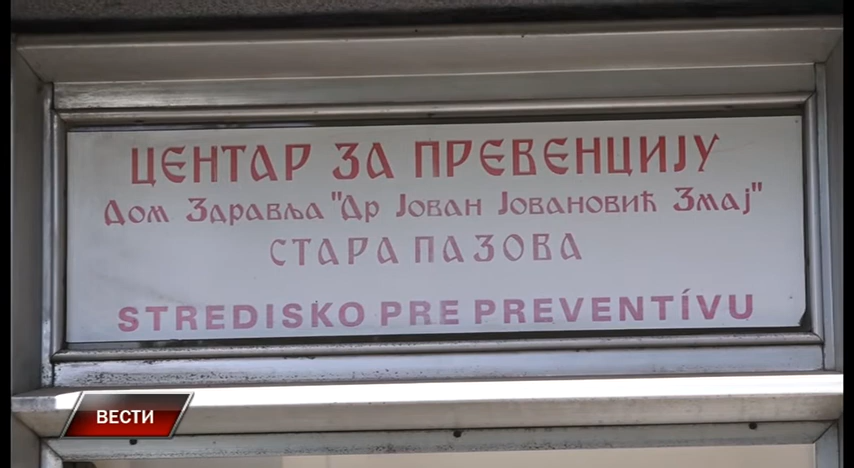 ЦЕНТАР ЗА ПРЕВЕНЦИЈУ
Дом Здравља "Др Јован Јовановић Змај"
СТАРА ПАЗОВА
STREDISKO PRE PREVENTÍVU
ВЕСТИ